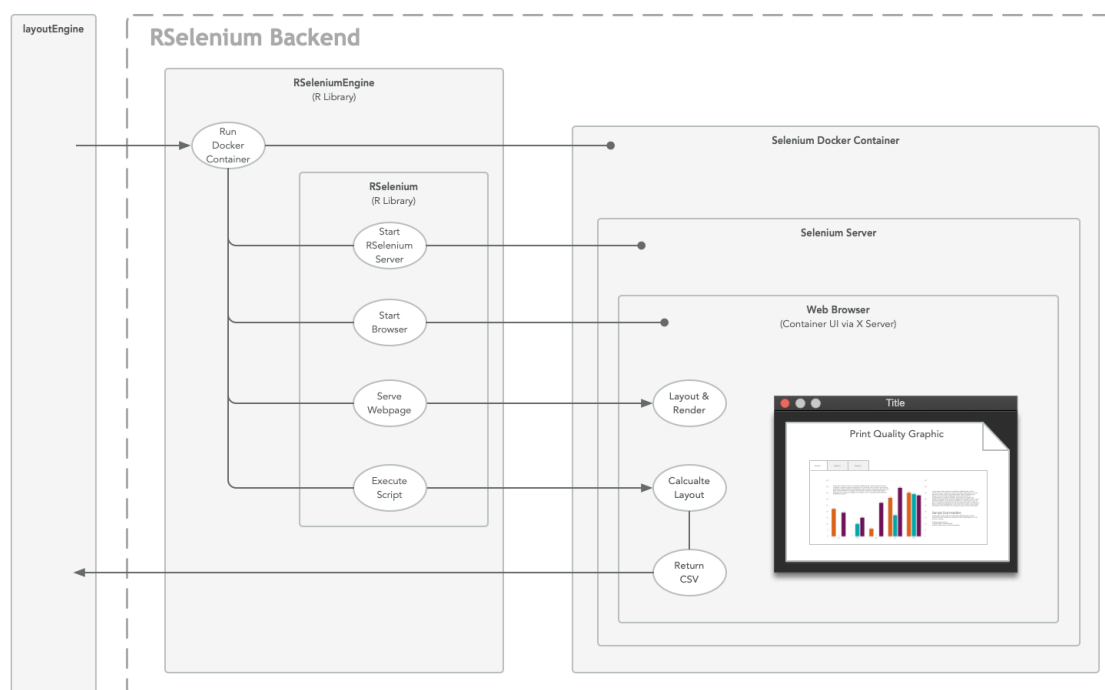 layoutEngine
RSelenium Backend
RSeleniumEngine
(R Library)
Run
Docker
Container
Selenium Docker Container
RSelenium
(R Library)
Start
RSelenium
Server
Selenium Server
Start
Browser
Web Browser
(Container UI via X Server)
Serve
Webpage
Layout &
Render
Title
Print Quality Graphic
Execute
Script
Calcualte
Layout
Return
CSV